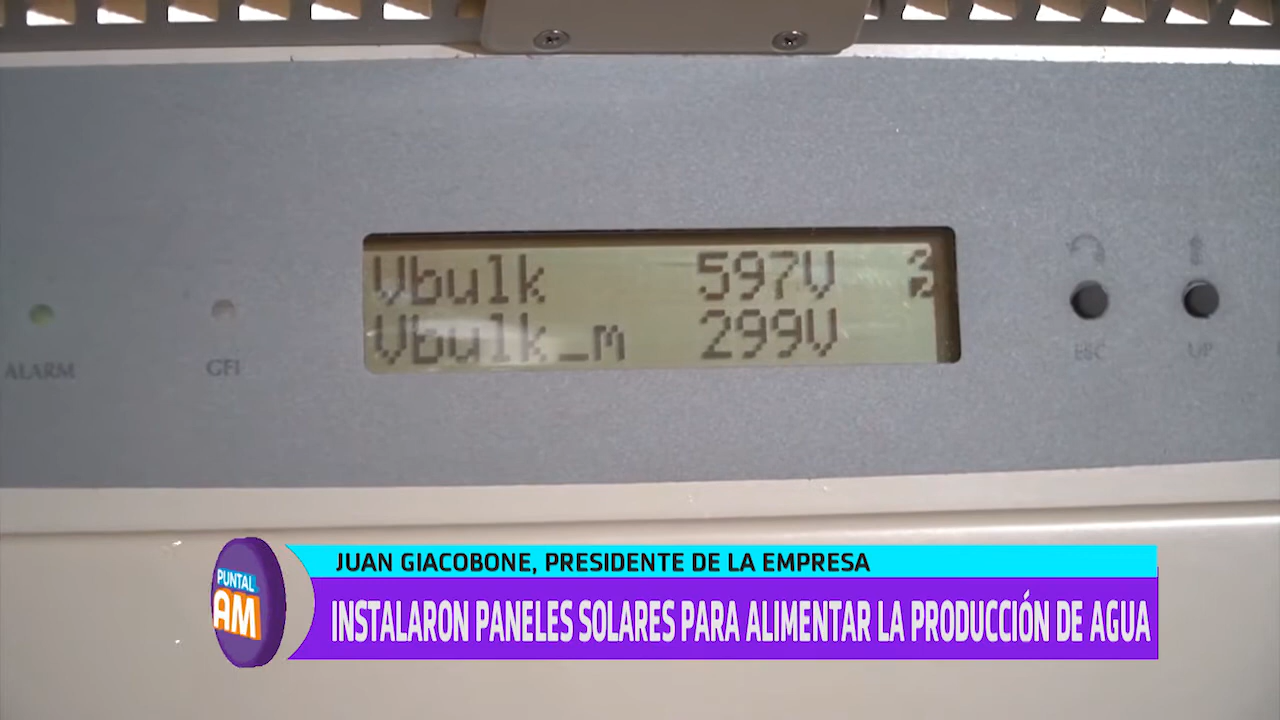 Vbulk 597V
Vbulk_m 299V
ALARM
GFI
ESC
UP
JUAN GIACOBONE, PRESIDENTE DE LA EMPRESA
PUNTAL
AM
INSTALARON PANELES SOLARES PARA ALIMENTAR LA PRODUCCIÓN DE AGUA